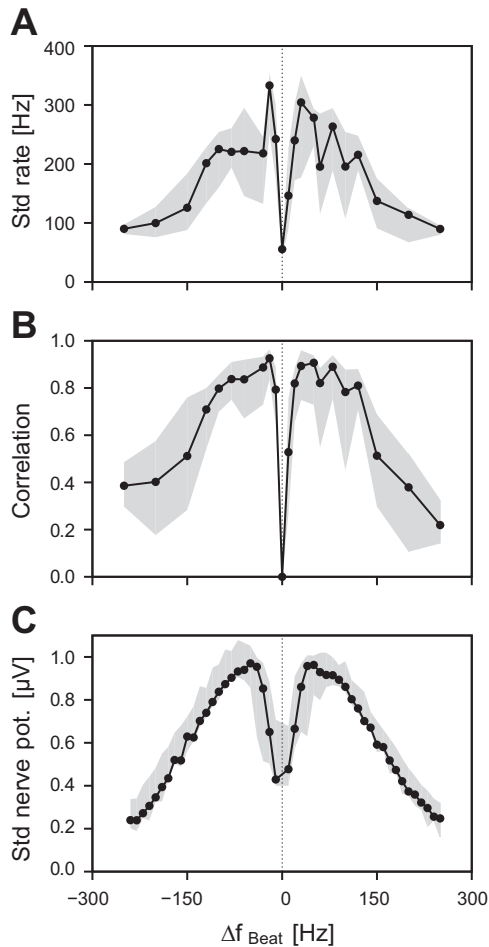 A
400
300
200
100
0
Std rate [Hz]
B
1.0
0.8
0.6
0.4
0.2
0.0
Correlation
C
1.0
0.8
0.6
0.4
0.2
0.0
Std nerve pot. [µV]
−300 −150 0 150 300
Δf Beat [Hz]